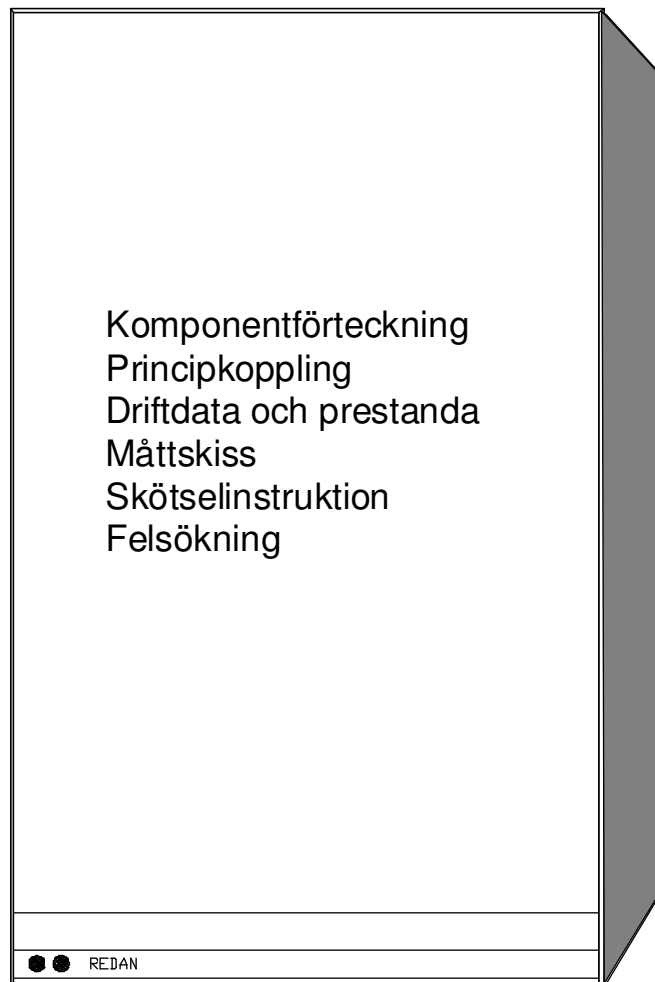 Komponentförteckning
Principkoppling
Driftdata och prestanda
Måttskiss
Skötselinstruktion
Felsökning
REDAN